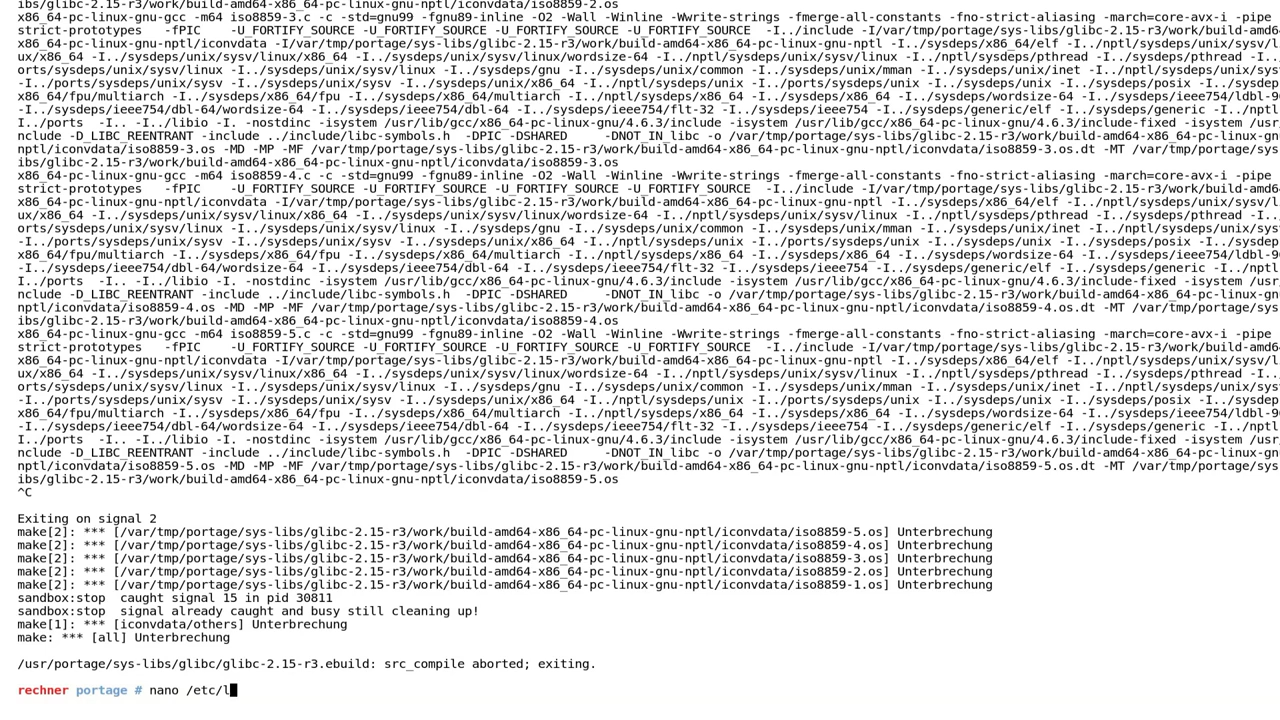 ibs/glibc-2.15-r3/work/build-amd64-x86_64-pc-linux-gnu-nptl/iconvdata/iso8859-2.os
x86_64-pc-linux-gnu-gcc -m64 iso8859-3.c -c -std=gnu99 -fgnu89-inline -O2 -Wall -Winline -Wwrite-strings -fmerge-all-constants -fno-strict-aliasing -march=core-avx-i -pipe
strict-prototypes   -fPIC    -U_FORTIFY_SOURCE -U_FORTIFY_SOURCE -U_FORTIFY_SOURCE -U_FORTIFY_SOURCE  -I../include -I/var/tmp/portage/sys-libs/glibc-2.15-r3/work/build-amd6
x86_64-pc-linux-gnu-nptl/iconvdata -I/var/tmp/portage/sys-libs/glibc-2.15-r3/work/build-amd64-x86_64-pc-linux-gnu-nptl -I../sysdeps/x86_64/elf -I../nptl/sysdeps/unix/sysv/l
ux/x86_64 -I../sysdeps/unix/sysv/linux/x86_64 -I../sysdeps/unix/sysv/linux/wordsize-64 -I../nptl/sysdeps/unix/sysv/linux -I../nptl/sysdeps/pthread -I../sysdeps/pthread -I..
orts/sysdeps/unix/sysv/linux -I../sysdeps/unix/sysv/linux -I../sysdeps/gnu -I../sysdeps/unix/common -I../sysdeps/unix/mman -I../sysdeps/unix/inet -I../nptl/sysdeps/unix/sys
-I../ports/sysdeps/unix/sysv -I../sysdeps/unix/sysv -I../sysdeps/unix/x86_64 -I../nptl/sysdeps/unix -I../ports/sysdeps/unix -I../sysdeps/unix -I../sysdeps/posix -I../sysdep
x86_64/fpu/multiarch -I../sysdeps/x86_64/fpu -I../sysdeps/x86_64/multiarch -I../nptl/sysdeps/x86_64 -I../sysdeps/x86_64 -I../sysdeps/wordsize-64 -I../sysdeps/ieee754/ldbl-9
-I../sysdeps/ieee754/dbl-64/wordsize-64 -I../sysdeps/ieee754/dbl-64 -I../sysdeps/ieee754/flt-32 -I../sysdeps/ieee754 -I../sysdeps/generic/elf -I../sysdeps/generic -I../nptl
I../ports  -I.. -I../libio -I. -nostdinc -isystem /usr/lib/gcc/x86_64-pc-linux-gnu/4.6.3/include -isystem /usr/lib/gcc/x86_64-pc-linux-gnu/4.6.3/include-fixed -isystem /usr
nclude -D_LIBC_REENTRANT -include ../include/libc-symbols.h  -DPIC -DSHARED     -DNOT_IN_libc -o /var/tmp/portage/sys-libs/glibc-2.15-r3/work/build-amd64-x86_64-pc-linux-gn
nptl/iconvdata/iso8859-3.os -MD -MP -MF /var/tmp/portage/sys-libs/glibc-2.15-r3/work/build-amd64-x86_64-pc-linux-gnu-nptl/iconvdata/iso8859-3.os.dt -MT /var/tmp/portage/sys
ibs/glibc-2.15-r3/work/build-amd64-x86_64-pc-linux-gnu-nptl/iconvdata/iso8859-3.os
x86_64-pc-linux-gnu-gcc -m64 iso8859-4.c -c -std=gnu99 -fgnu89-inline -O2 -Wall -Winline -Wwrite-strings -fmerge-all-constants -fno-strict-aliasing -march=core-avx-i -pipe
strict-prototypes   -fPIC    -U_FORTIFY_SOURCE -U_FORTIFY_SOURCE -U_FORTIFY_SOURCE -U_FORTIFY_SOURCE  -I../include -I/var/tmp/portage/sys-libs/glibc-2.15-r3/work/build-amd6
x86_64-pc-linux-gnu-nptl/iconvdata -I/var/tmp/portage/sys-libs/glibc-2.15-r3/work/build-amd64-x86_64-pc-linux-gnu-nptl -I../sysdeps/x86_64/elf -I../nptl/sysdeps/unix/sysv/l
ux/x86_64 -I../sysdeps/unix/sysv/linux/x86_64 -I../sysdeps/unix/sysv/linux/wordsize-64 -I../nptl/sysdeps/unix/sysv/linux -I../nptl/sysdeps/pthread -I../sysdeps/pthread -I..
orts/sysdeps/unix/sysv/linux -I../sysdeps/unix/sysv/linux -I../sysdeps/gnu -I../sysdeps/unix/common -I../sysdeps/unix/mman -I../sysdeps/unix/inet -I../nptl/sysdeps/unix/sys
-I../ports/sysdeps/unix/sysv -I../sysdeps/unix/sysv -I../sysdeps/unix/x86_64 -I../nptl/sysdeps/unix -I../ports/sysdeps/unix -I../sysdeps/unix -I../sysdeps/posix -I../sysdep
x86_64/fpu/multiarch -I../sysdeps/x86_64/fpu -I../sysdeps/x86_64/multiarch -I../nptl/sysdeps/x86_64 -I../sysdeps/x86_64 -I../sysdeps/wordsize-64 -I../sysdeps/ieee754/ldbl-9
-I../sysdeps/ieee754/dbl-64/wordsize-64 -I../sysdeps/ieee754/dbl-64 -I../sysdeps/ieee754/flt-32 -I../sysdeps/ieee754 -I../sysdeps/generic/elf -I../sysdeps/generic -I../nptl
I../ports  -I.. -I../libio -I. -nostdinc -isystem /usr/lib/gcc/x86_64-pc-linux-gnu/4.6.3/include -isystem /usr/lib/gcc/x86_64-pc-linux-gnu/4.6.3/include-fixed -isystem /usr
nclude -D_LIBC_REENTRANT -include ../include/libc-symbols.h  -DPIC -DSHARED     -DNOT_IN_libc -o /var/tmp/portage/sys-libs/glibc-2.15-r3/work/build-amd64-x86_64-pc-linux-gn
nptl/iconvdata/iso8859-4.os -MD -MP -MF /var/tmp/portage/sys-libs/glibc-2.15-r3/work/build-amd64-x86_64-pc-linux-gnu-nptl/iconvdata/iso8859-4.os.dt -MT /var/tmp/portage/sys
ibs/glibc-2.15-r3/work/build-amd64-x86_64-pc-linux-gnu-nptl/iconvdata/iso8859-4.os
x86_64-pc-linux-gnu-gcc -m64 iso8859-5.c -c -std=gnu99 -fgnu89-inline -O2 -Wall -Winline -Wwrite-strings -fmerge-all-constants -fno-strict-aliasing -march=core-avx-i -pipe
strict-prototypes   -fPIC    -U_FORTIFY_SOURCE -U_FORTIFY_SOURCE -U_FORTIFY_SOURCE -U_FORTIFY_SOURCE  -I../include -I/var/tmp/portage/sys-libs/glibc-2.15-r3/work/build-amd6
x86_64-pc-linux-gnu-nptl/iconvdata -I/var/tmp/portage/sys-libs/glibc-2.15-r3/work/build-amd64-x86_64-pc-linux-gnu-nptl -I../sysdeps/x86_64/elf -I../nptl/sysdeps/unix/sysv/l
ux/x86_64 -I../sysdeps/unix/sysv/linux/x86_64 -I../sysdeps/unix/sysv/linux/wordsize-64 -I../nptl/sysdeps/unix/sysv/linux -I../nptl/sysdeps/pthread -I../sysdeps/pthread -I..
orts/sysdeps/unix/sysv/linux -I../sysdeps/unix/sysv/linux -I../sysdeps/gnu -I../sysdeps/unix/common -I../sysdeps/unix/mman -I../sysdeps/unix/inet -I../nptl/sysdeps/unix/sys
-I../ports/sysdeps/unix/sysv -I../sysdeps/unix/sysv -I../sysdeps/unix/x86_64 -I../nptl/sysdeps/unix -I../ports/sysdeps/unix -I../sysdeps/unix -I../sysdeps/posix -I../sysdep
x86_64/fpu/multiarch -I../sysdeps/x86_64/fpu -I../sysdeps/x86_64/multiarch -I../nptl/sysdeps/x86_64 -I../sysdeps/x86_64 -I../sysdeps/wordsize-64 -I../sysdeps/ieee754/ldbl-9
-I../sysdeps/ieee754/dbl-64/wordsize-64 -I../sysdeps/ieee754/dbl-64 -I../sysdeps/ieee754/flt-32 -I../sysdeps/ieee754 -I../sysdeps/generic/elf -I../sysdeps/generic -I../nptl
I../ports  -I.. -I../libio -I. -nostdinc -isystem /usr/lib/gcc/x86_64-pc-linux-gnu/4.6.3/include -isystem /usr/lib/gcc/x86_64-pc-linux-gnu/4.6.3/include-fixed -isystem /usr
nclude -D_LIBC_REENTRANT -include ../include/libc-symbols.h  -DPIC -DSHARED     -DNOT_IN_libc -o /var/tmp/portage/sys-libs/glibc-2.15-r3/work/build-amd64-x86_64-pc-linux-gn
nptl/iconvdata/iso8859-5.os -MD -MP -MF /var/tmp/portage/sys-libs/glibc-2.15-r3/work/build-amd64-x86_64-pc-linux-gnu-nptl/iconvdata/iso8859-5.os.dt -MT /var/tmp/portage/sys
ibs/glibc-2.15-r3/work/build-amd64-x86_64-pc-linux-gnu-nptl/iconvdata/iso8859-5.os
^C
Exiting on signal 2
make[2]: *** [/var/tmp/portage/sys-libs/glibc-2.15-r3/work/build-amd64-x86_64-pc-linux-gnu-nptl/iconvdata/iso8859-5.os] Unterbrechung
make[2]: *** [/var/tmp/portage/sys-libs/glibc-2.15-r3/work/build-amd64-x86_64-pc-linux-gnu-nptl/iconvdata/iso8859-4.os] Unterbrechung
make[2]: *** [/var/tmp/portage/sys-libs/glibc-2.15-r3/work/build-amd64-x86_64-pc-linux-gnu-nptl/iconvdata/iso8859-3.os] Unterbrechung
make[2]: *** [/var/tmp/portage/sys-libs/glibc-2.15-r3/work/build-amd64-x86_64-pc-linux-gnu-nptl/iconvdata/iso8859-2.os] Unterbrechung
make[2]: *** [/var/tmp/portage/sys-libs/glibc-2.15-r3/work/build-amd64-x86_64-pc-linux-gnu-nptl/iconvdata/iso8859-1.os] Unterbrechung
sandbox:stop  caught signal 15 in pid 30811
sandbox:stop  signal already caught and busy still cleaning up!
make[1]: *** [iconvdata/others] Unterbrechung
make: *** [all] Unterbrechung
/usr/portage/sys-libs/glibc/glibc-2.15-r3.ebuild: src_compile aborted; exiting.
rechner portage # nano /etc/l